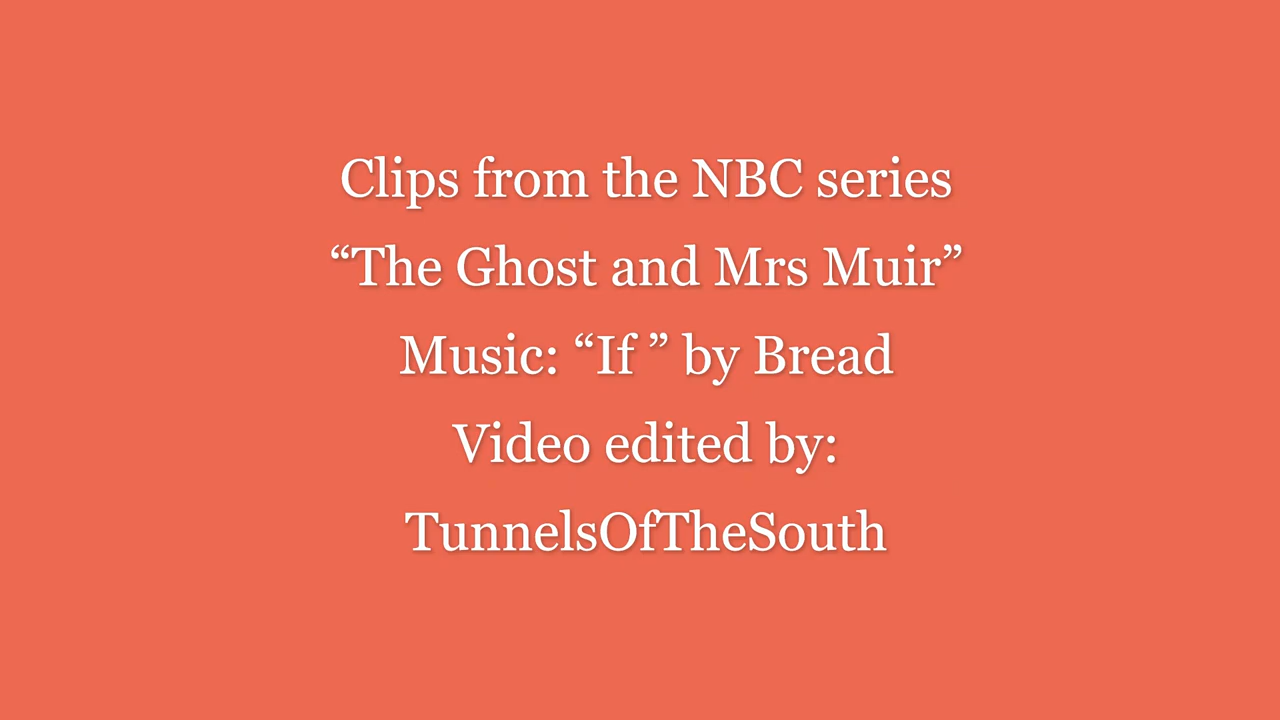 Clips from the NBC series
“The Ghost and Mrs Muir”
Music: “If ” by Bread
Video edited by:
TunnelsOfTheSouth